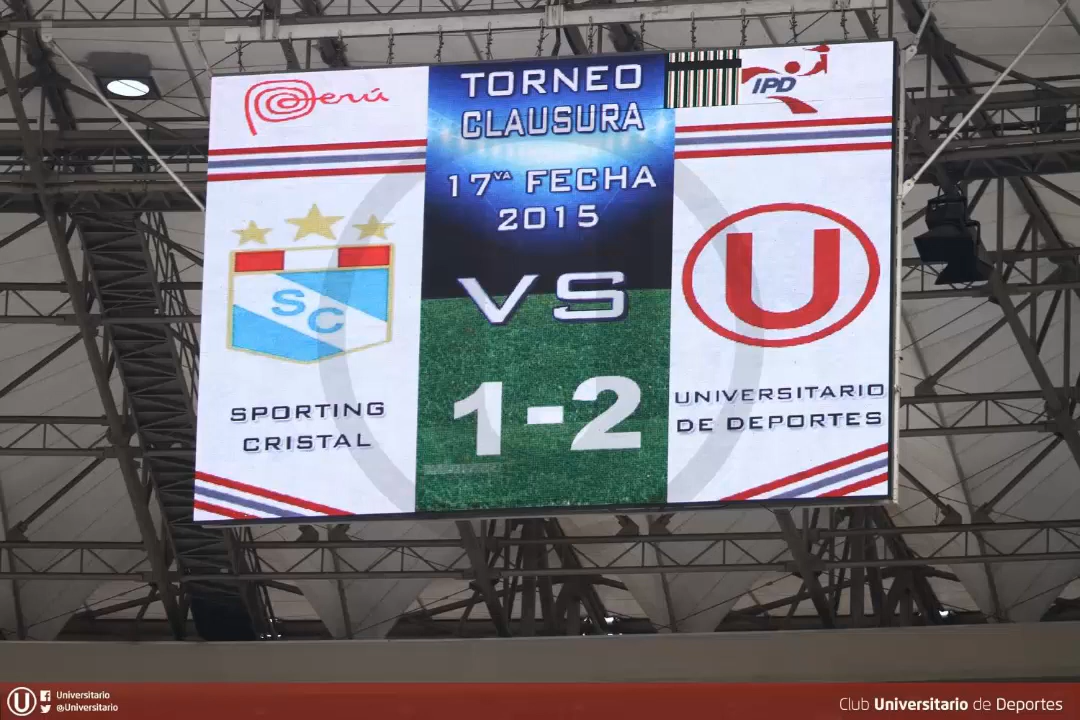 Perú
TORNEO
CLAUSURA
17VA FECHA
2015
IPD
SC
VS
U
1-2
SPORTING
CRISTAL
UNIVERSITARIO
DE DEPORTES
U
Universitario
@Universitario
Club Universitario de Deportes